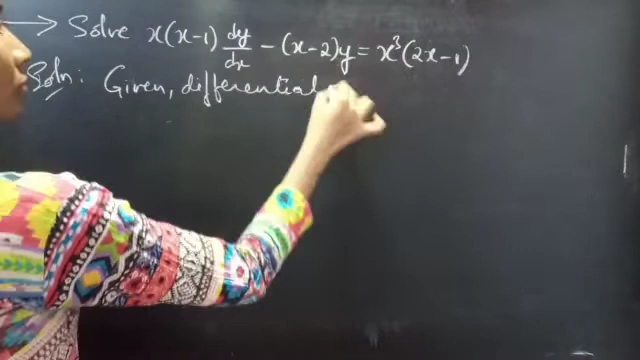 → Solve x(x-1) dy/dx - (x-2)y = x³(2x-1)
Soln: Given, differential